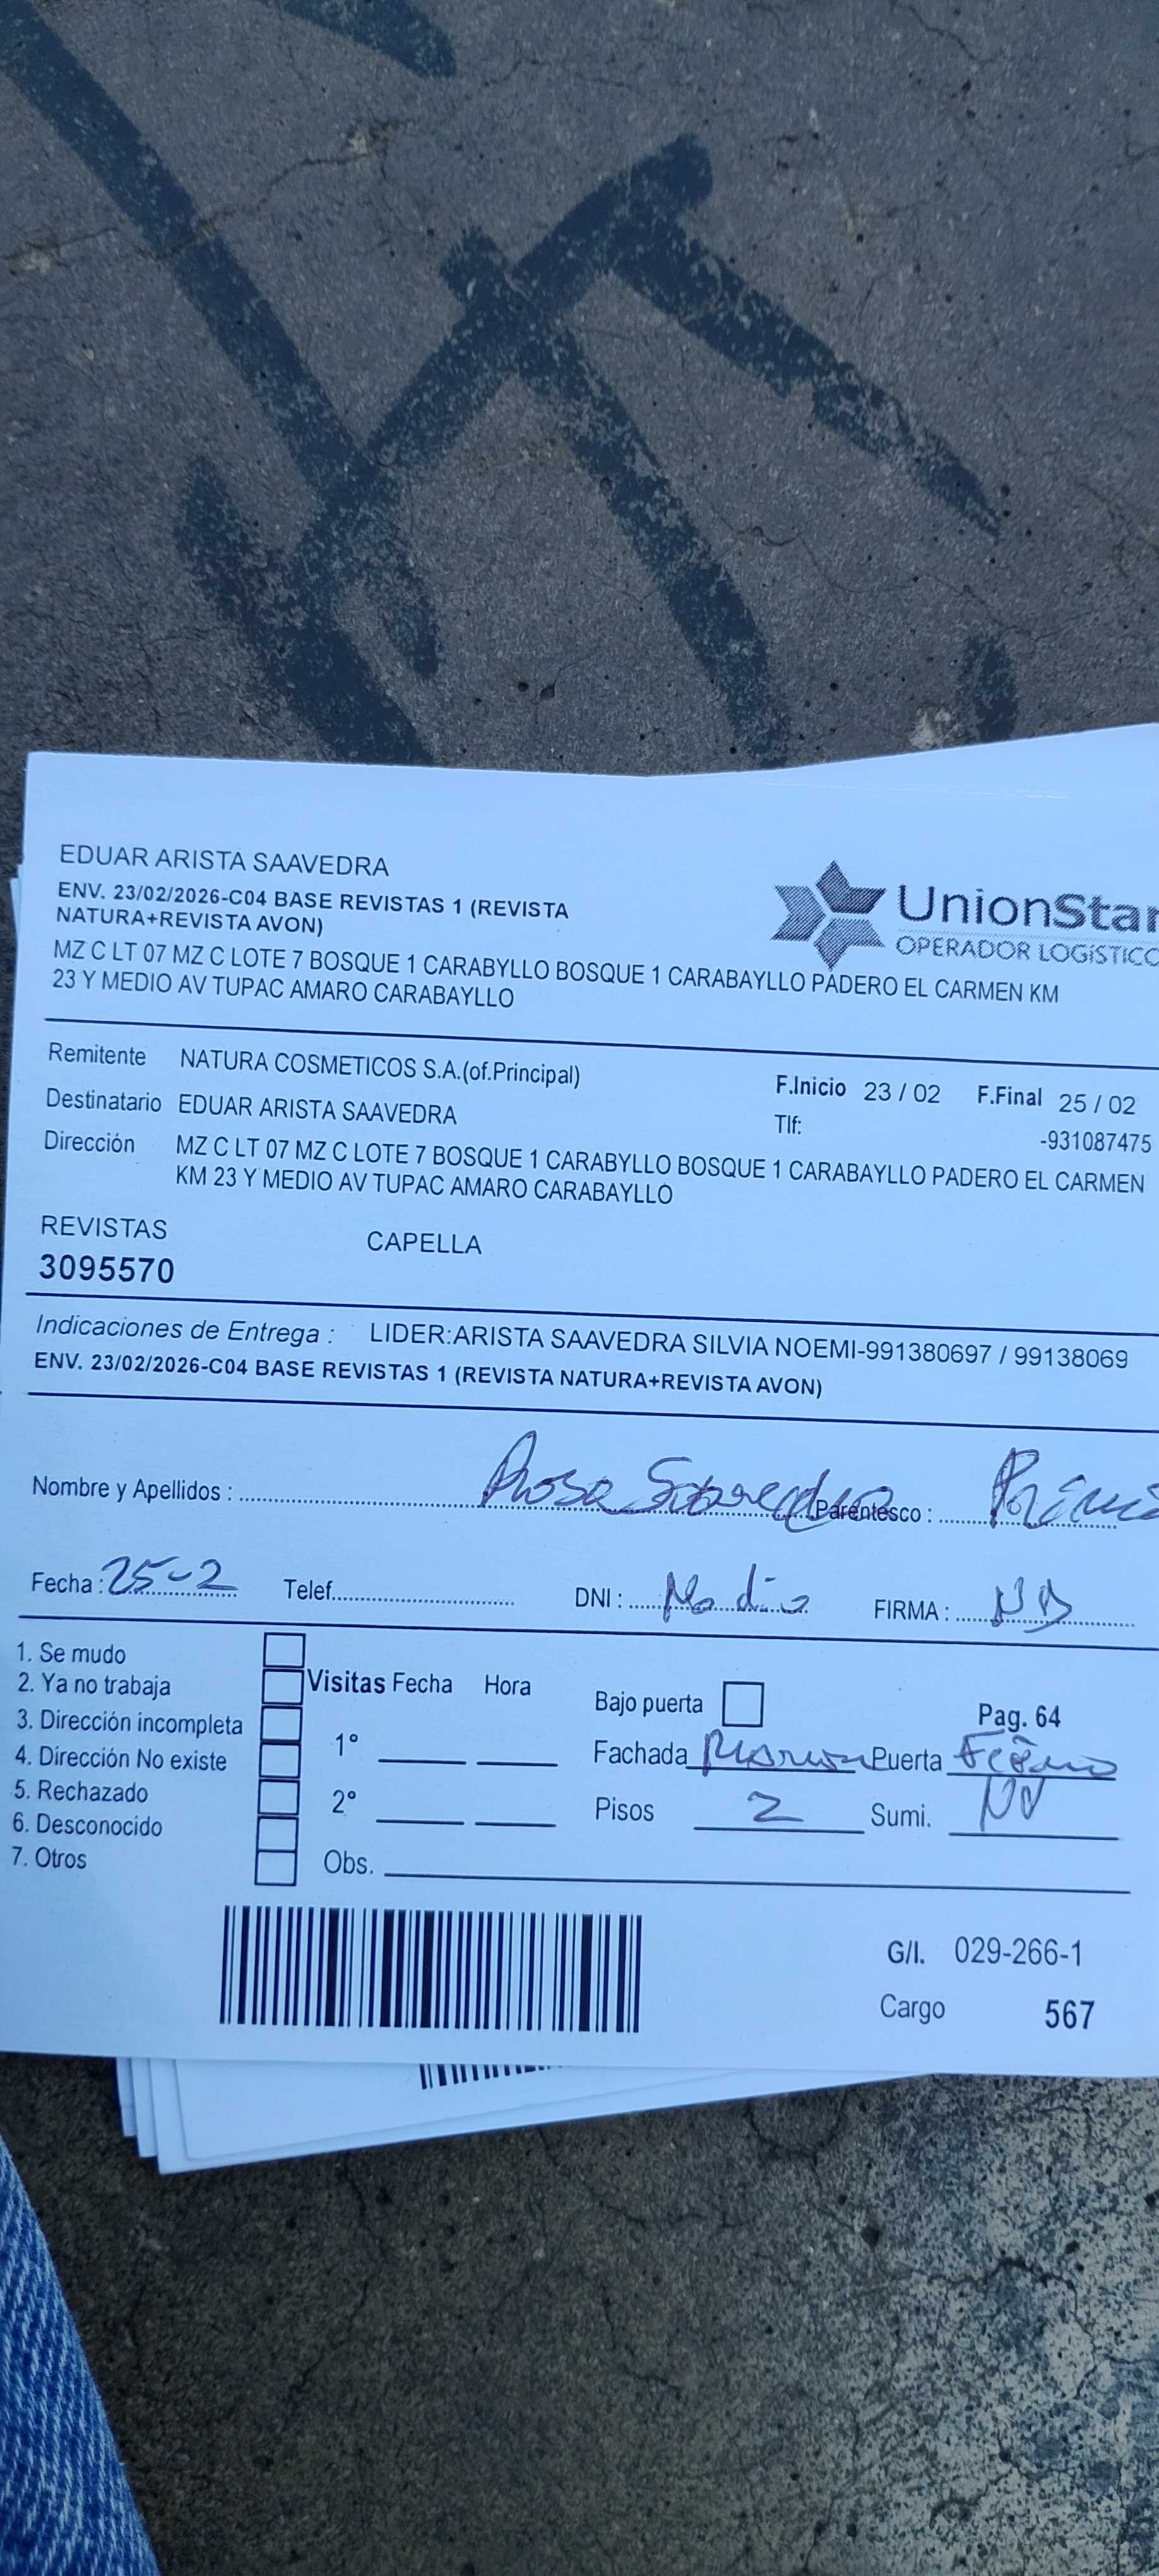 EDUAR ARISTA SAAVEDRA
ENV. 23/02/2026-C04 BASE REVISTAS 1 (REVISTA
NATURA+REVISTA AVON)
MZ C LT 07 MZ C LOTE 7 BOSQUE 1 CARABYLLO BOSQUE 1 CARABAYLLO PADERO EL CARMEN KM
23 Y MEDIO AV TUPAC AMARO CARABAYLLO
UnionStar
OPERADOR LOGÍSTICO
Remitente NATURA COSMETICOS S.A.(of.Principal)
F.Inicio 23 / 02 F.Final 25 / 02
Destinatario EDUAR ARISTA SAAVEDRA
Tlf: -931087475
Dirección MZ C LT 07 MZ C LOTE 7 BOSQUE 1 CARABYLLO BOSQUE 1 CARABAYLLO PADERO EL CARMEN
KM 23 Y MEDIO AV TUPAC AMARO CARABAYLLO
REVISTAS CAPELLA
3095570
Indicaciones de Entrega : LIDER:ARISTA SAAVEDRA SILVIA NOEMI-991380697 / 99138069
ENV. 23/02/2026-C04 BASE REVISTAS 1 (REVISTA NATURA+REVISTA AVON)
Nombre y Apellidos : Rosa Parentesco :
Fecha : 25-2 Telef. DNI : No dio FIRMA :
1. Se mudo
2. Ya no trabaja
3. Dirección incompleta
4. Dirección No existe
5. Rechazado
6. Desconocido
7. Otros
Visitas Fecha Hora
1°
2°
Obs.
Bajo puerta Pag. 64
Fachada Puerta
Pisos 2 Sumi.
G/I. 029-266-1
Cargo 567